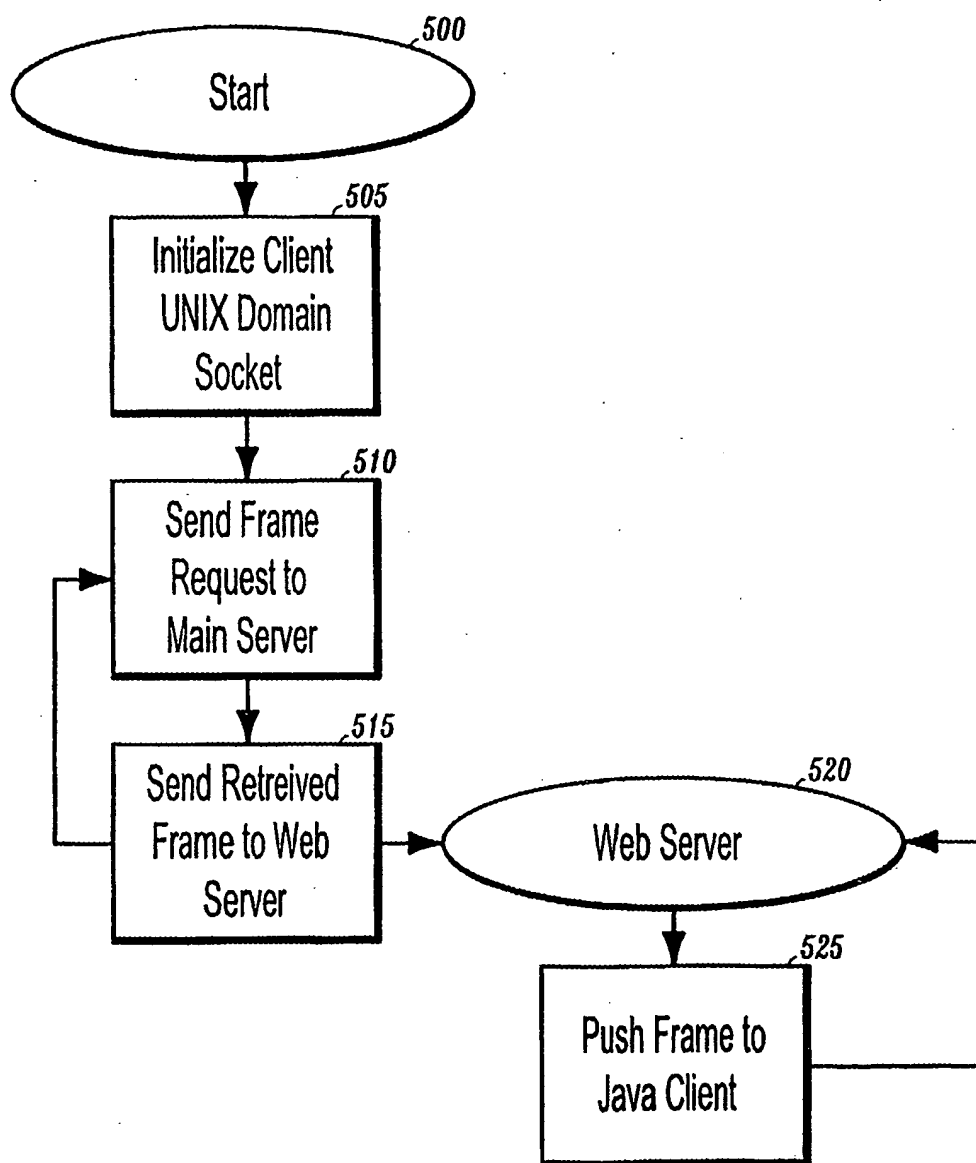 500
Start
505
Initialize Client
UNIX Domain
Socket
510
Send Frame
Request to
Main Server
515
Send Retreived
Frame to Web
Server
520
Web Server
525
Push Frame to
Java Client